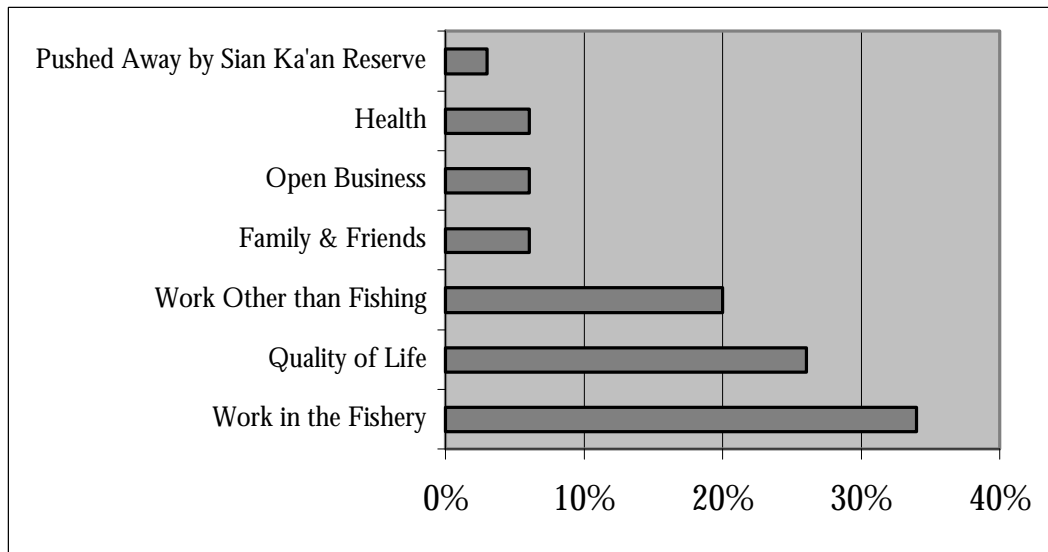 Pushed Away by Sian Ka'an Reserve
Health
Open Business
Family & Friends
Work Other than Fishing
Quality of Life
Work in the Fishery
0% 10% 20% 30% 40%